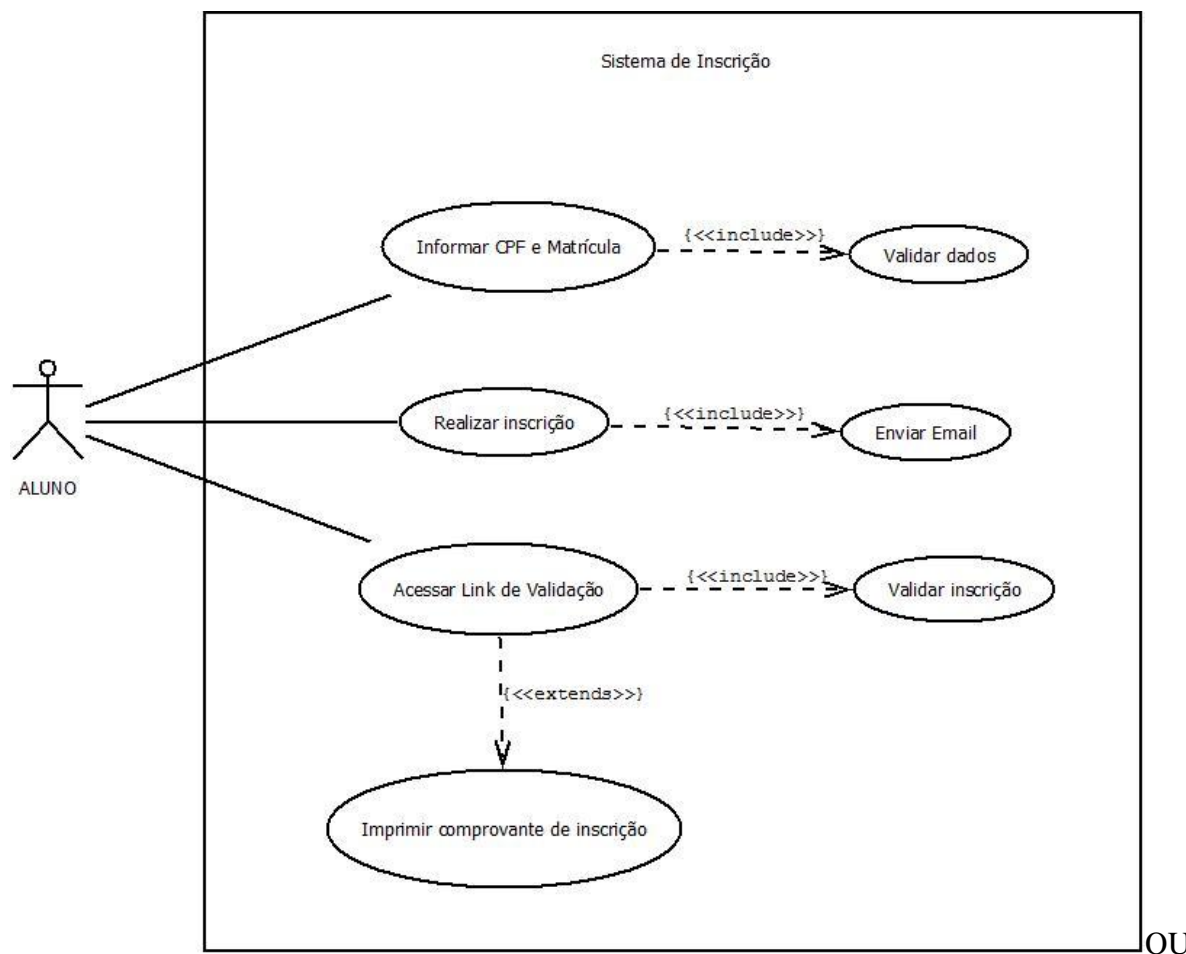 Sistema de Inscrição
Informar CPF e Matrícula
{<<include>>}
Validar dados
Realizar inscrição
{<<include>>}
Enviar Email
ALUNO
Acessar Link de Validação
{<<include>>}
Validar inscrição
{<<extends>>}
Imprimir comprovante de inscrição
OU